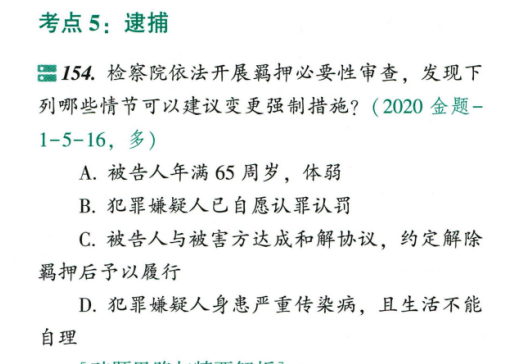 考点5：逮捕
154. 检察院依法开展羁押必要性审查，发现下
列哪些情节可以建议变更强制措施？（2020 金题-
1-5-16，多）
A. 被告人年满 65 周岁，体弱
B. 犯罪嫌疑人已自愿认罪认罚
C. 被告人与被害方达成和解协议，约定解除
羁押后予以履行
D. 犯罪嫌疑人身患严重传染病，且生活不能
自理